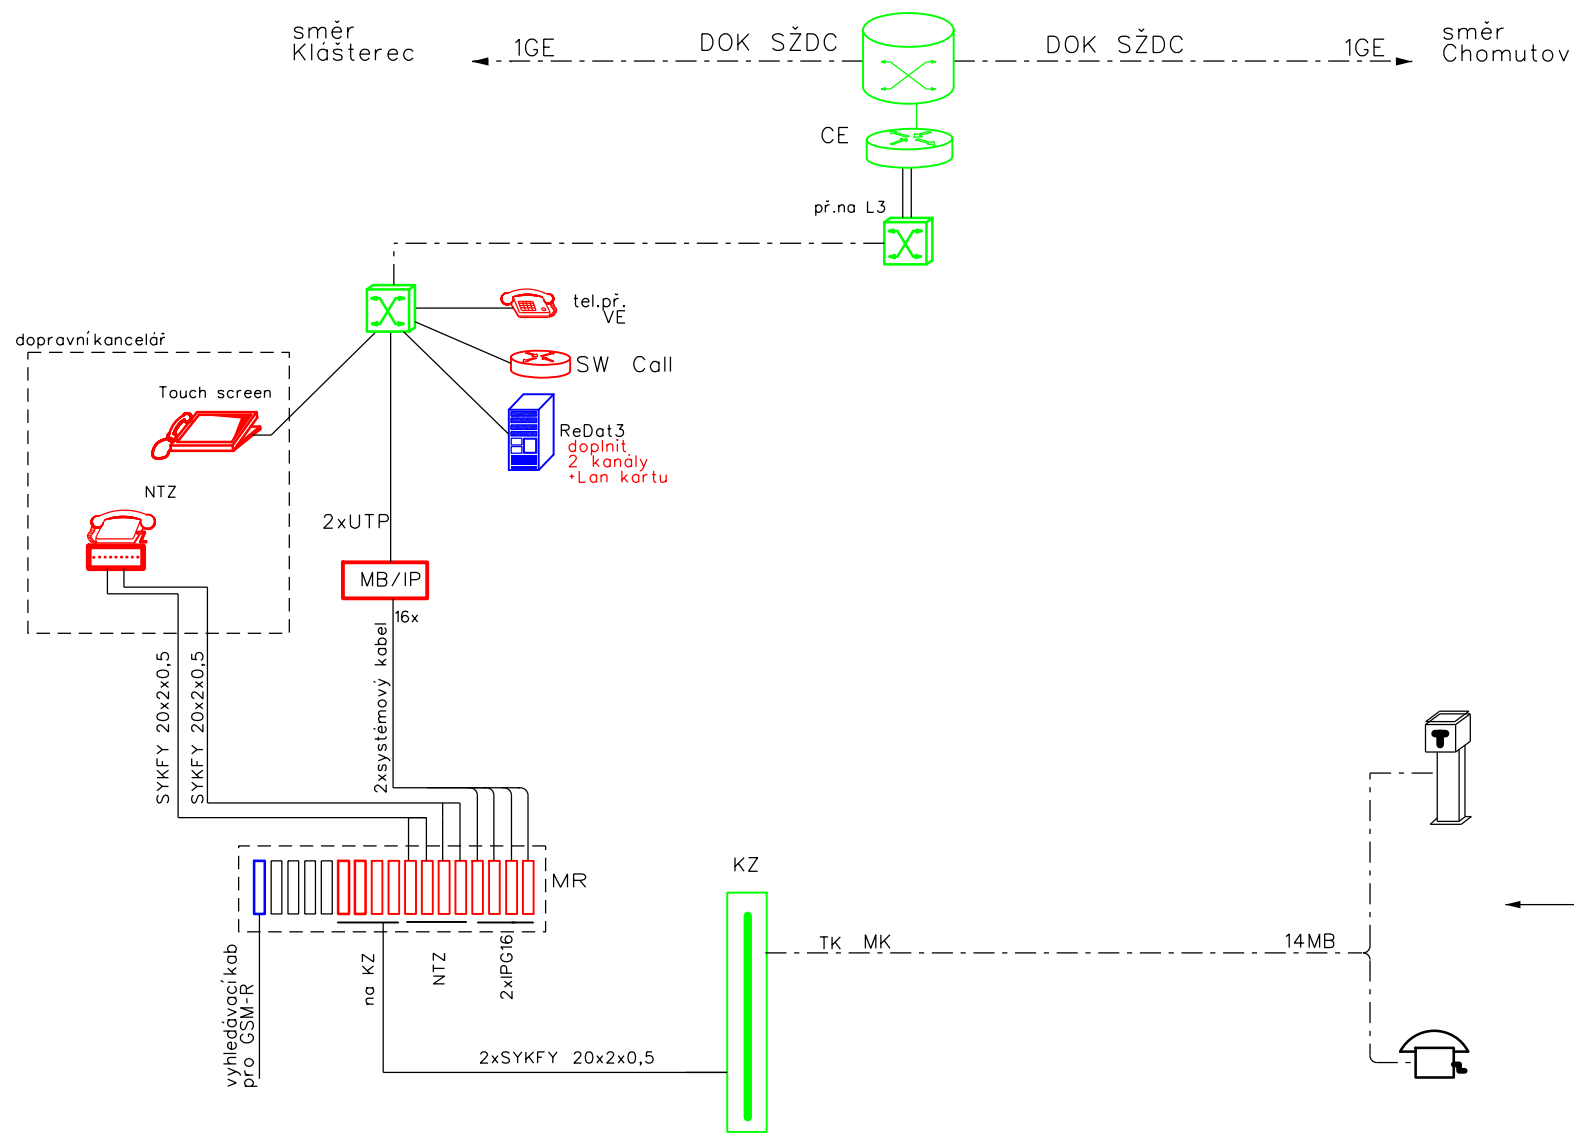 směr
Klášterec
1GE
DOK SŽDC
DOK SŽDC
1GE
směr
Chomutov
CE
př.na L3
tel.př.
VE
SW Call
dopravní kancelář
Touch screen
NTZ
ReDat3
doplnit
2 kanály
+Lan kartu
2xUTP
MB/IP
16x
2xsystémový kabel
SYKFY 20x2x0,5
SYKFY 20x2x0,5
MR
KZ
TK MK
14MB
na KZ
NTZ
2xIPG16
vyhledávací kab
pro GSM-R
2xSYKFY 20x2x0,5
T